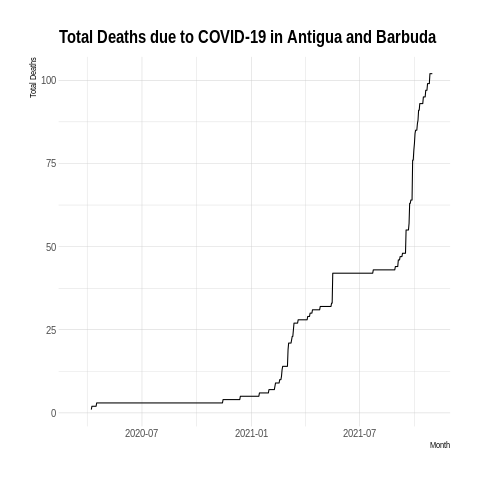 Total Deaths due to COVID-19 in Antigua and Barbuda
Total Deaths
100
75
50
25
0
2020-07 2021-01 2021-07
Month